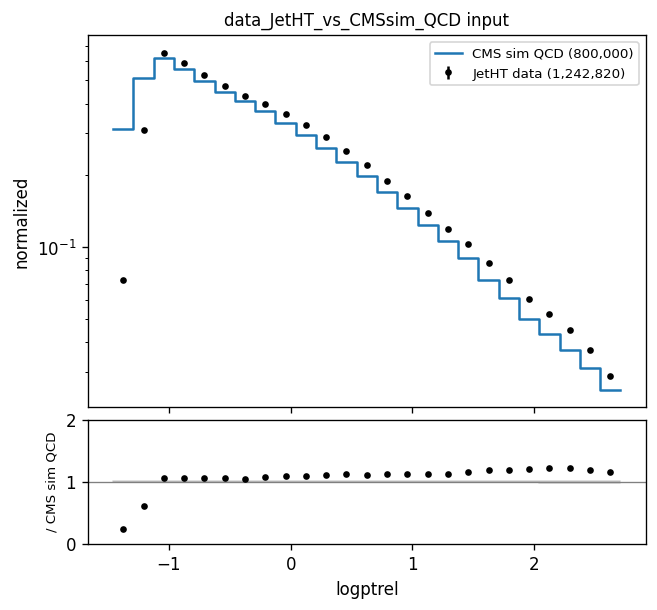 data_JetHT_vs_CMSsim_QCD input
CMS sim QCD (800,000)
JetHT data (1,242,820)
normalized
10⁻¹
/ CMS sim QCD
2
1
0
−1 0 1 2
logptrel